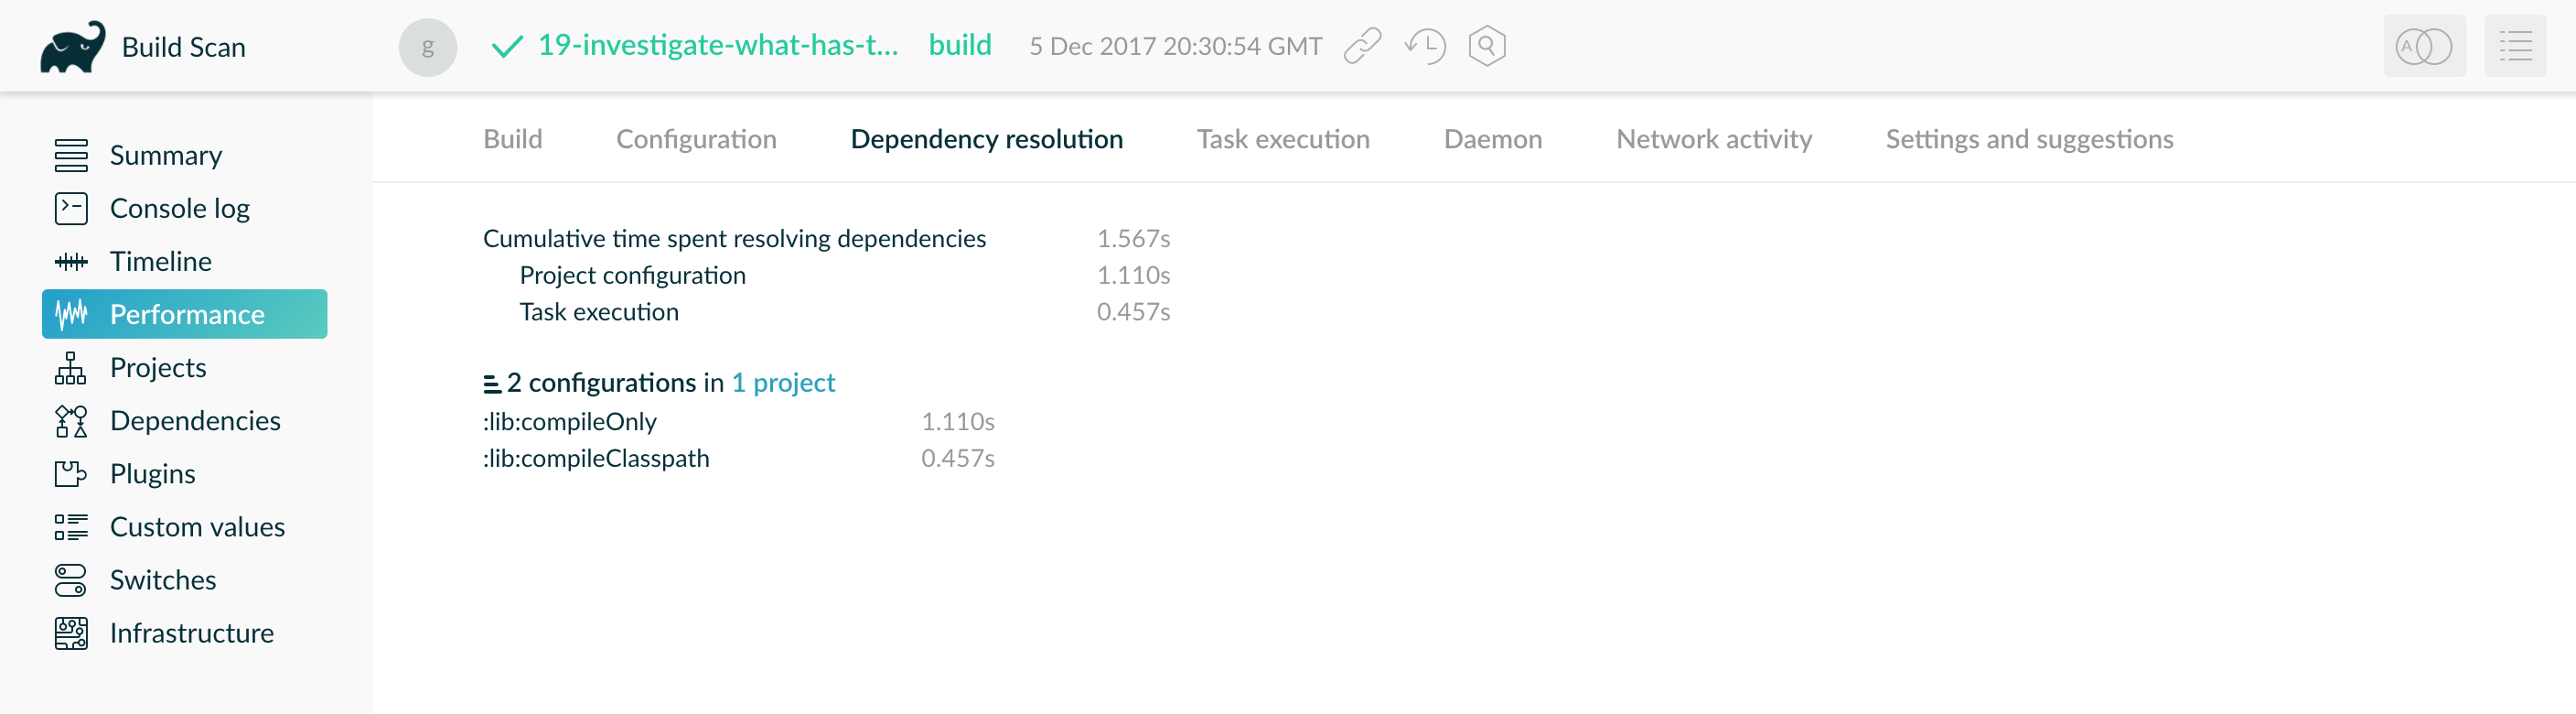 Build Scan
g
19-investigate-what-has-t... build 5 Dec 2017 20:30:54 GMT
A
Summary
Console log
Timeline
Performance
Projects
Dependencies
Plugins
Custom values
Switches
Infrastructure
Build Configuration Dependency resolution Task execution Daemon Network activity Settings and suggestions
Cumulative time spent resolving dependencies 1.567s
Project configuration 1.110s
Task execution 0.457s
2 configurations in 1 project
:lib:compileOnly 1.110s
:lib:compileClasspath 0.457s